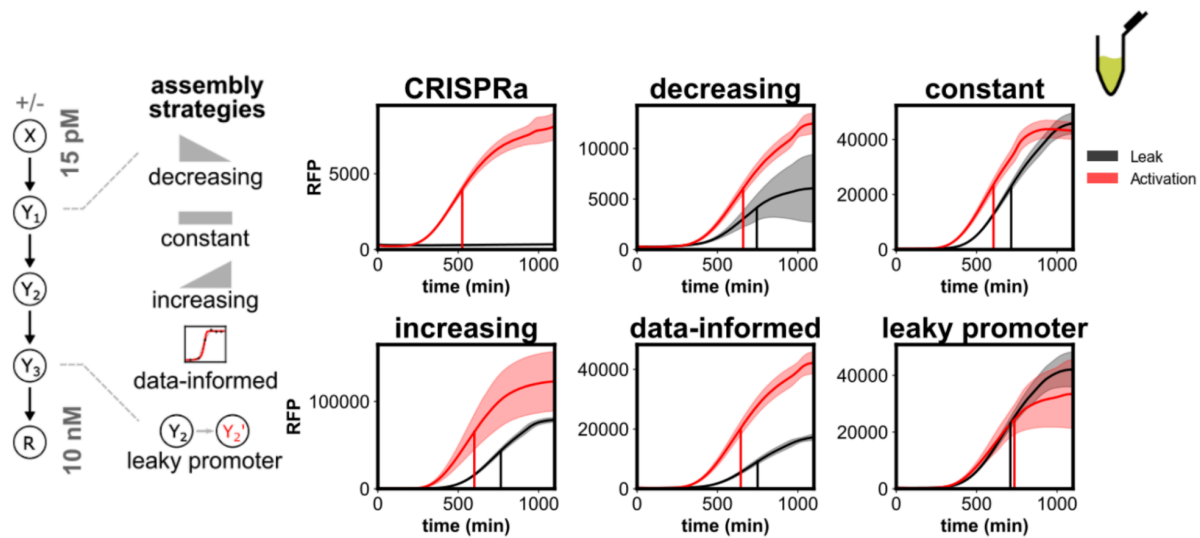 +/-
X
15 pM
Y1
Y2
Y3
R
10 nM
assembly
strategies
decreasing
constant
increasing
data-informed
Y2 Y2'
leaky promoter
CRISPRa
RFP
5000
0
0 500 1000
time (min)
decreasing
10000
5000
0
500 1000
time (min)
constant
40000
20000
0
0 500 1000
time (min)
Leak
Activation
increasing
RFP
100000
0
0 500 1000
time (min)
data-informed
40000
20000
0
500 1000
time (min)
leaky promoter
40000
20000
0
0 500 1000
time (min)